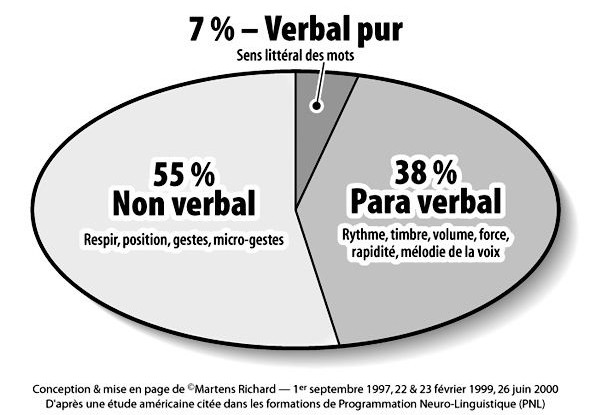 7 % – Verbal pur
Sens littéral des mots
55 %
Non verbal
Respir, position, gestes, micro-gestes
38 %
Para verbal
Rythme, timbre, volume, force,
rapidité, mélodie de la voix
Conception & mise en page de ©Martens Richard — 1er septembre 1997, 22 & 23 février 1999, 26 juin 2000
D'après une étude américaine citée dans les formations de Programmation Neuro-Linguistique (PNL)